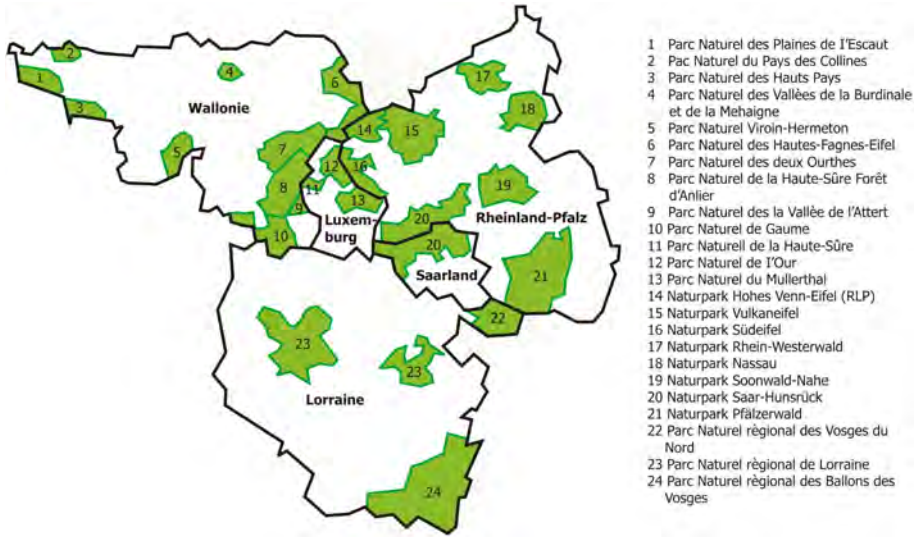 2
1
3
4
Wallonie
5
6
7
8
9
10
11
12
13
14
16
15
17
18
19
Luxem-
burg
20
Rheinland-Pfalz
20
Saarland
21
22
23
23
Lorraine
24
1 Parc Naturel des Plaines de I'Escaut
2 Pac Naturel du Pays des Collines
3 Parc Naturel des Hauts Pays
4 Parc Naturel des Vallèes de la Burdinale
et de la Mehaigne
5 Parc Naturel Viroin-Hermeton
6 Parc Naturel des Hautes-Fagnes-Eifel
7 Parc Naturel des deux Ourthes
8 Parc Naturel de la Haute-Sûre Forêt
d'Anlier
9 Parc Naturel des la Vallèe de l'Attert
10 Parc Naturel de Gaume
11 Parc Natureil de la Haute-Sûre
12 Parc Naturel de I'Our
13 Parc Naturel du Mullerthal
14 Naturpark Hohes Venn-Eifel (RLP)
15 Naturpark Vulkaneifel
16 Naturpark Südeifel
17 Naturpark Rhein-Westerwald
18 Naturpark Nassau
19 Naturpark Soonwald-Nahe
20 Naturpark Saar-Hunsrück
21 Naturpark Pfälzerwald
22 Parc Naturel règional des Vosges du
Nord
23 Parc Naturel règional de Lorraine
24 Parc Naturel règional des Ballons des
Vosges